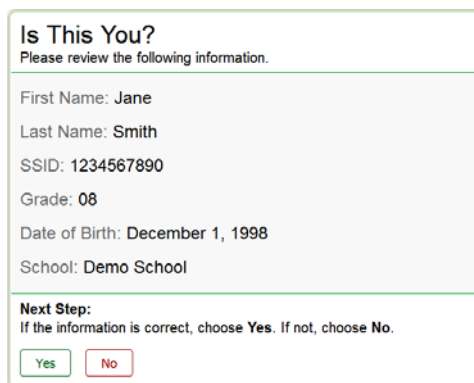 Is This You?
Please review the following information.
First Name: Jane
Last Name: Smith
SSID: 1234567890
Grade: 08
Date of Birth: December 1, 1998
School: Demo School
Next Step:
If the information is correct, choose Yes. If not, choose No.
Yes No